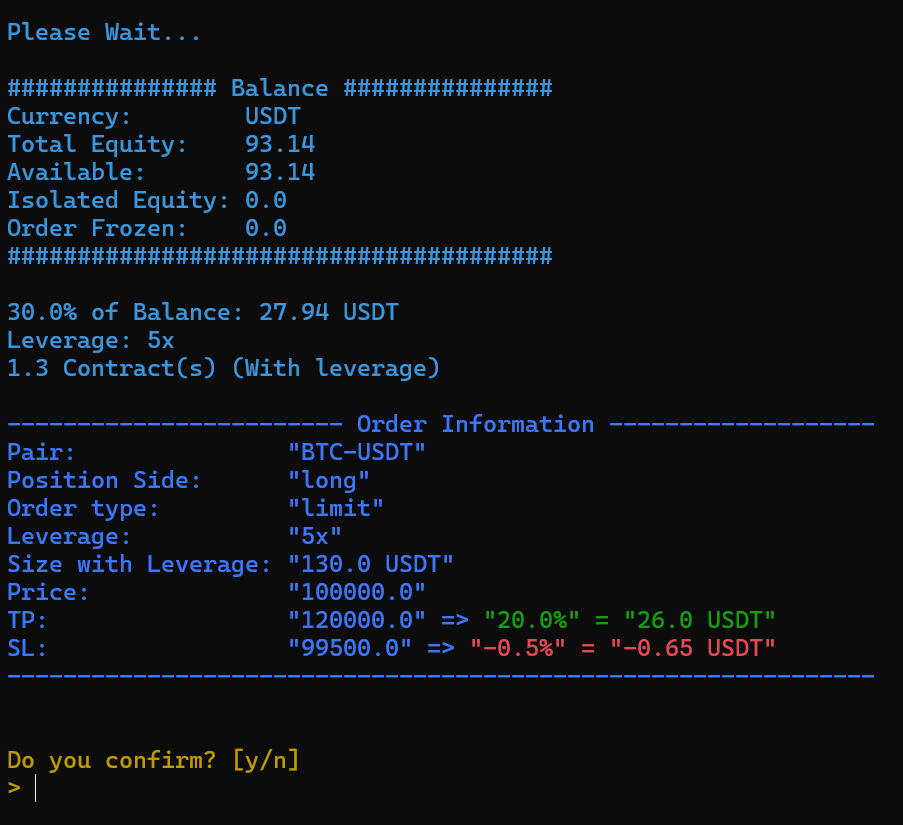 Please Wait...
############### Balance ###############
Currency: USDT
Total Equity: 93.14
Available: 93.14
Isolated Equity: 0.0
Order Frozen: 0.0
#######################################
30.0% of Balance: 27.94 USDT
Leverage: 5x
1.3 Contract(s) (With leverage)
------------------------ Order Information -------------------
Pair: "BTC-USDT"
Position Side: "long"
Order type: "limit"
Leverage: "5x"
Size with Leverage: "130.0 USDT"
Price: "100000.0"
TP: "120000.0" => "20.0%" = "26.0 USDT"
SL: "99500.0" => "-0.5%" = "-0.65 USDT"
--------------------------------------------------------------
Do you confirm? [y/n]
>